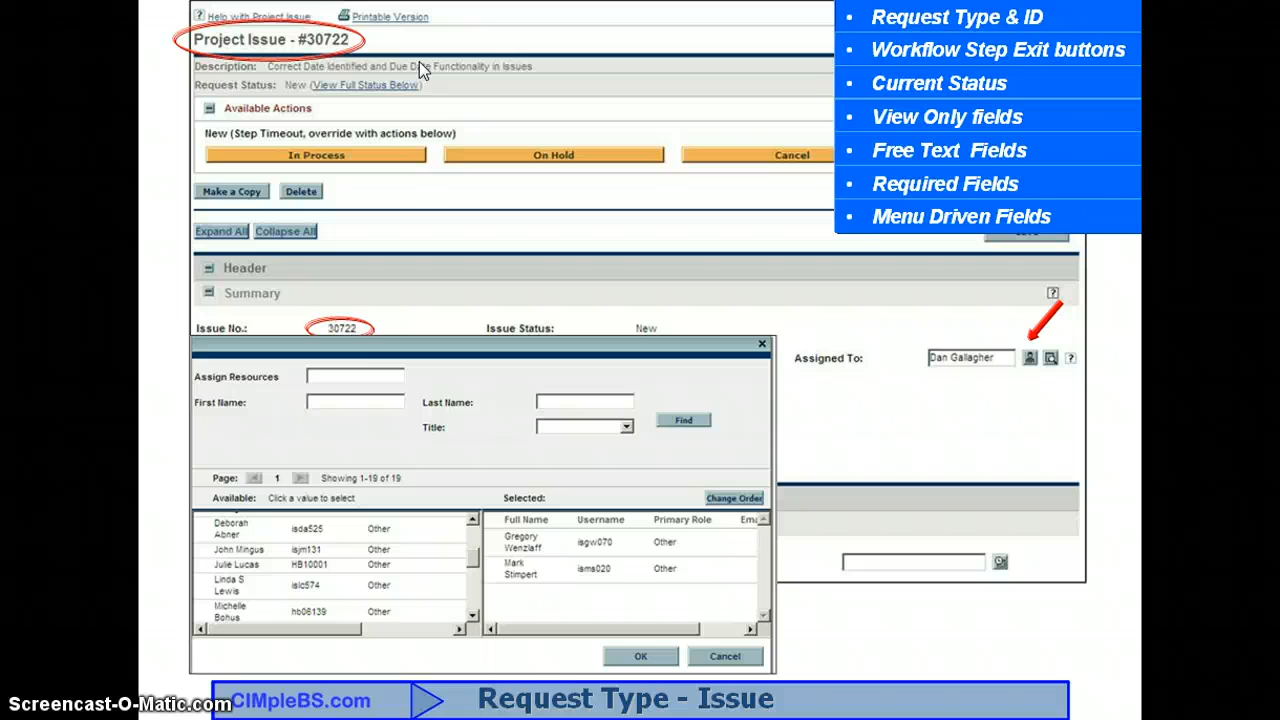 Help with Project Issue Printable Version
Project Issue - #30722
Description: Correct Date Identified and Due Date Functionality in Issues
Request Status: New (View Full Status Below)
Available Actions
New (Step Timeout, override with actions below)
In Process On Hold Cancel
Make a Copy Delete
Expand All Collapse All
• Request Type & ID
• Workflow Step Exit buttons
• Current Status
• View Only fields
• Free Text Fields
• Required Fields
• Menu Driven Fields
Header
Summary ?
Issue No.: 30722 Issue Status: New
Assigned To: Dan Gallagher ?
Assign Resources
First Name: Last Name:
Title: Find
Page: 1 Showing 1-19 of 19
Available: Click a value to select Selected: Change Order
Full Name Username Primary Role Ema
Deborah Abner isda525 Other
John Mingus isjm131 Other
Julie Lucas HB10001 Other
Linda S Lewis islc574 Other
Michelle Bohus hb06139 Other
Gregory Wenzlaff isgw070 Other
Mark Stimpert isms020 Other
OK Cancel
CIMpleBS.com Request Type - Issue
Screencast-O-Matic.com